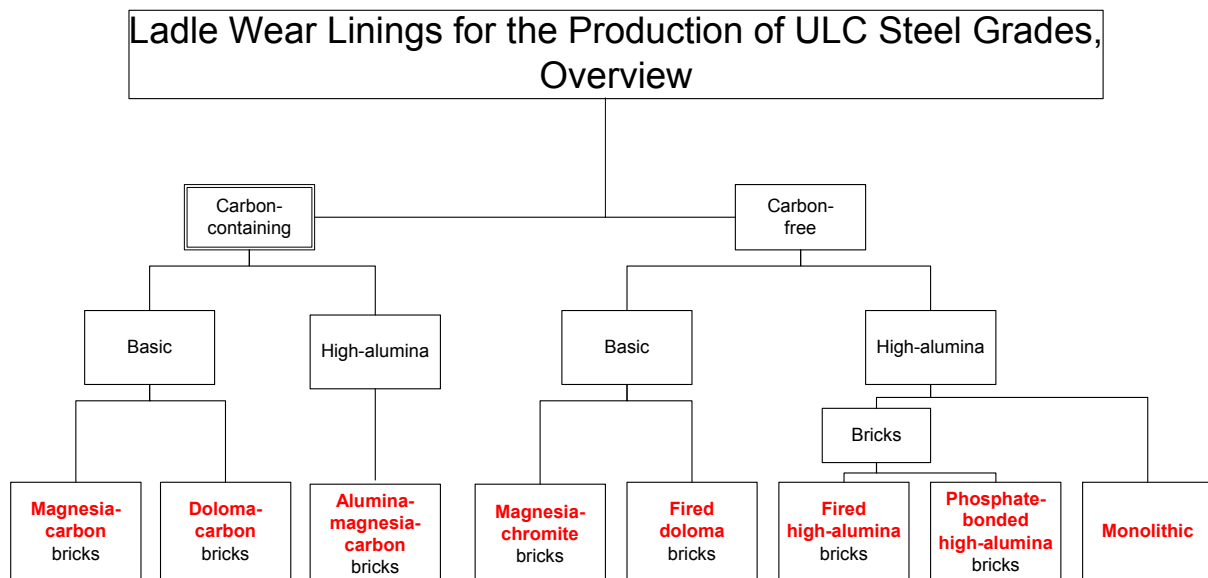 Ladle Wear Linings for the Production of ULC Steel Grades,
Overview
Carbon-
containing
Carbon-
free
Basic
High-alumina
Basic
High-alumina
Bricks
Magnesia-
carbon
bricks
Doloma-
carbon
bricks
Alumina-
magnesia-
carbon
bricks
Magnesia-
chromite
bricks
Fired
doloma
bricks
Fired
high-alumina
bricks
Phosphate-
bonded
high-alumina
bricks
Monolithic